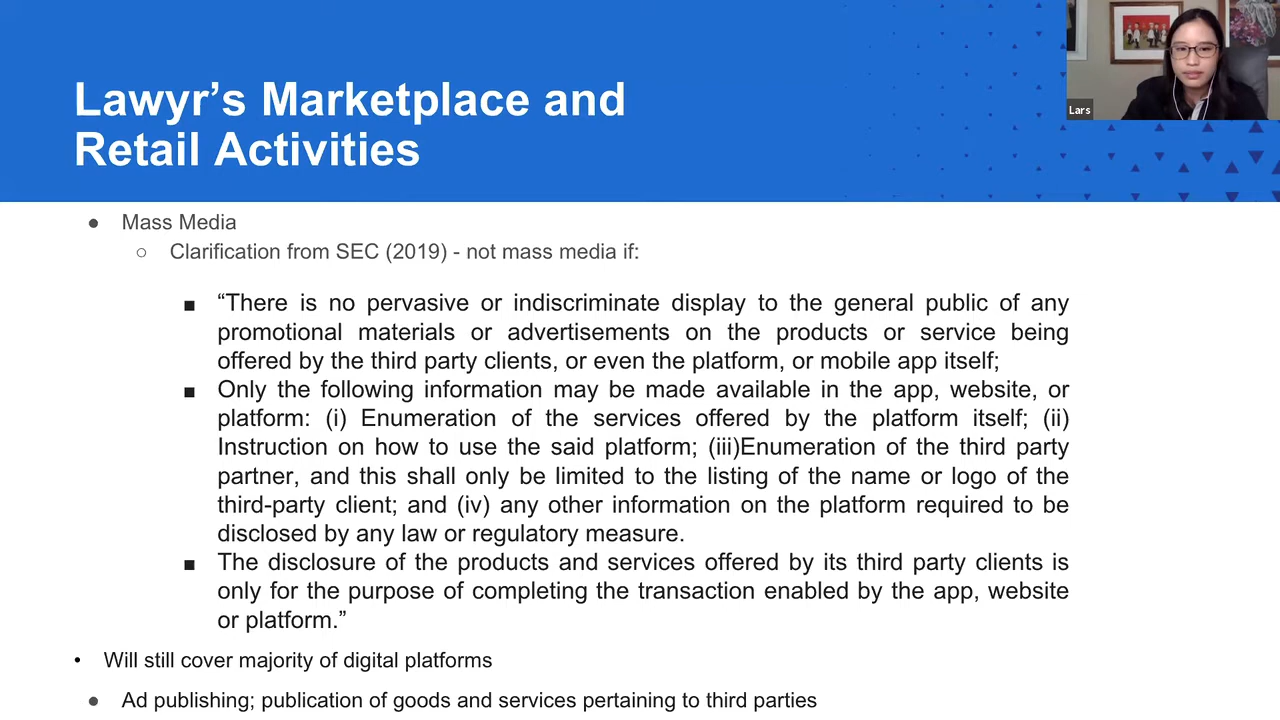 Lawyr’s Marketplace and
Retail Activities
Lars
● Mass Media
○ Clarification from SEC (2019) - not mass media if:
■ “There is no pervasive or indiscriminate display to the general public of any
promotional materials or advertisements on the products or service being
offered by the third party clients, or even the platform, or mobile app itself;
■ Only the following information may be made available in the app, website, or
platform: (i) Enumeration of the services offered by the platform itself; (ii)
Instruction on how to use the said platform; (iii)Enumeration of the third party
partner, and this shall only be limited to the listing of the name or logo of the
third-party client; and (iv) any other information on the platform required to be
disclosed by any law or regulatory measure.
■ The disclosure of the products and services offered by its third party clients is
only for the purpose of completing the transaction enabled by the app, website
or platform.”
• Will still cover majority of digital platforms
● Ad publishing; publication of goods and services pertaining to third parties